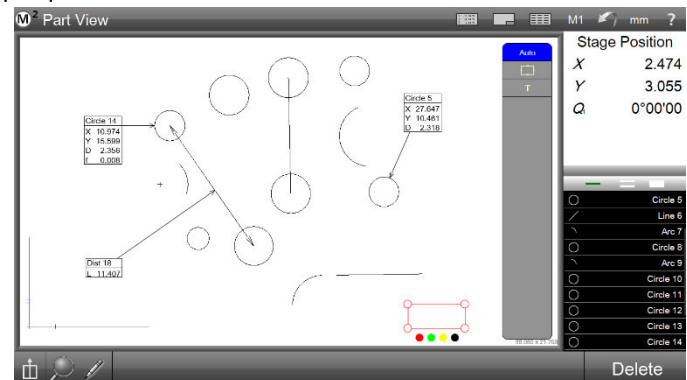 M² Part View
M1 mm ?
Auto
T
Stage Position
X 2.474
Y 3.055
Q 0°00'00
Circle 14
X 10.974
Y 15.599
D 2.356
f 0.008
Circle 5
X 27.647
Y 10.461
D 2.318
Dist 18
L 11.407
Circle 5
Line 6
Arc 7
Circle 8
Arc 9
Circle 10
Circle 11
Circle 12
Circle 13
Circle 14
Delete